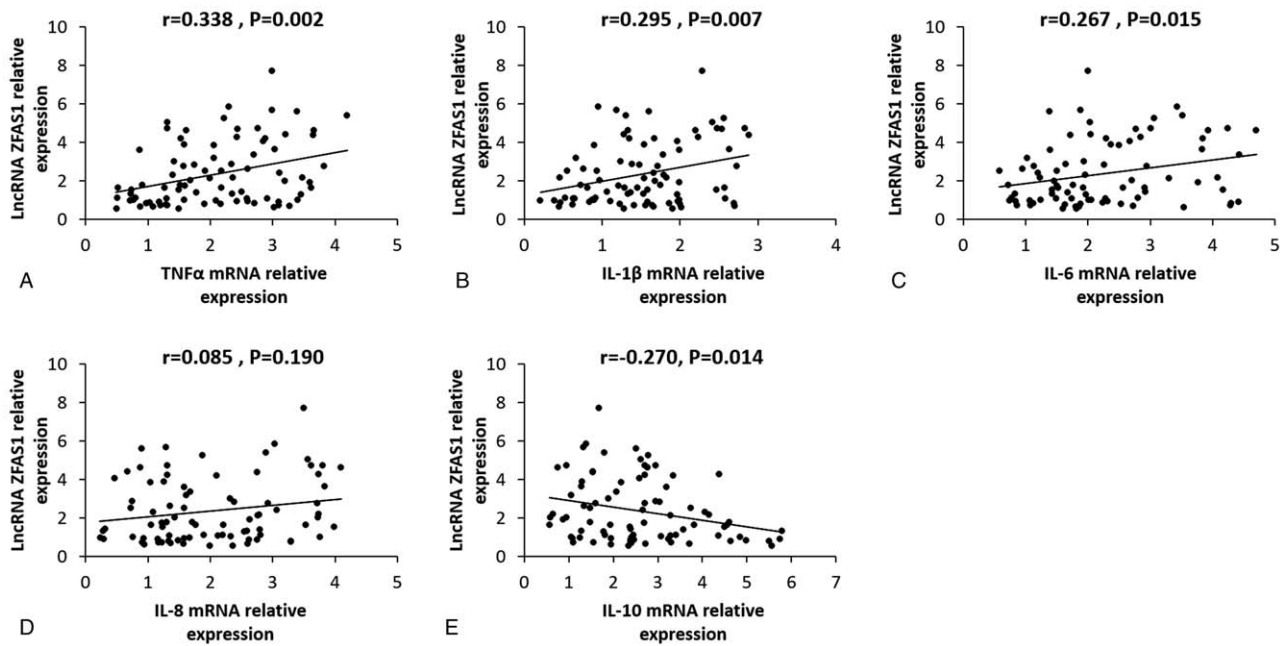 r=0.338 , P=0.002
LncRNA ZFAS1 relative
expression
10
8
6
4
2
0
0 1 2 3 4 5
TNFα mRNA relative
expression
A
r=0.295 , P=0.007
LncRNA ZFAS1 relative
expression
10
8
6
4
2
0
0 1 2 3 4
IL-1β mRNA relative
expression
B
r=0.267 , P=0.015
LncRNA ZFAS1 relative
expression
10
8
6
4
2
0
0 1 2 3 4 5
IL-6 mRNA relative
expression
C
r=0.085 , P=0.190
LncRNA ZFAS1 relative
expression
10
8
6
4
2
0
0 1 2 3 4 5
IL-8 mRNA relative
expression
D
r=-0.270, P=0.014
LncRNA ZFAS1 relative
expression
10
8
6
4
2
0
0 1 2 3 4 5 6 7
IL-10 mRNA relative
expression
E